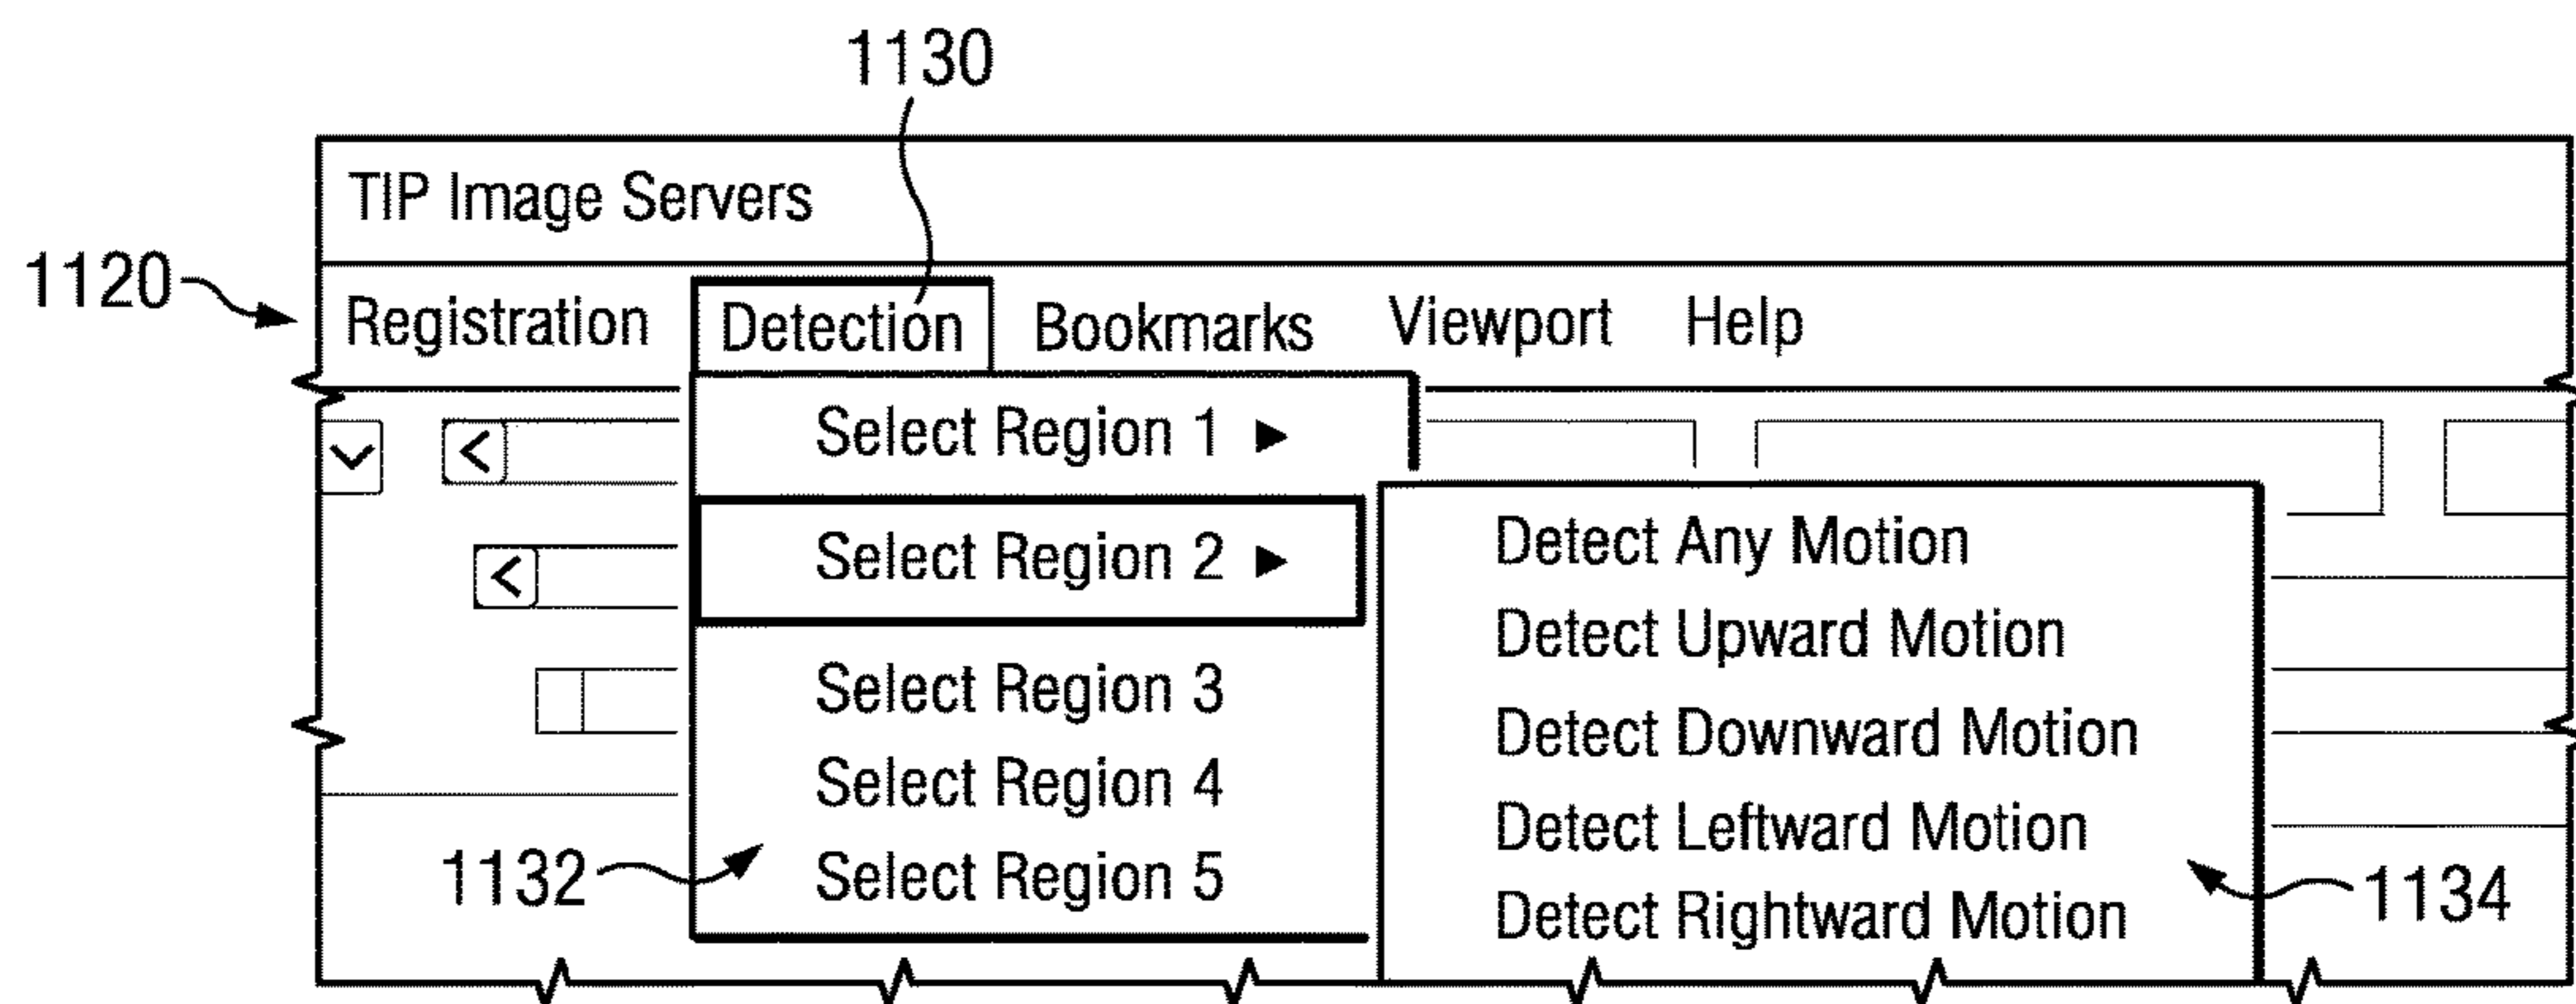 1130
TIP Image Servers
1120
Registration Detection Bookmarks Viewport Help
Select Region 1 ▶
Select Region 2 ▶
Select Region 3
Select Region 4
Select Region 5
1132
Detect Any Motion
Detect Upward Motion
Detect Downward Motion
Detect Leftward Motion
Detect Rightward Motion
1134